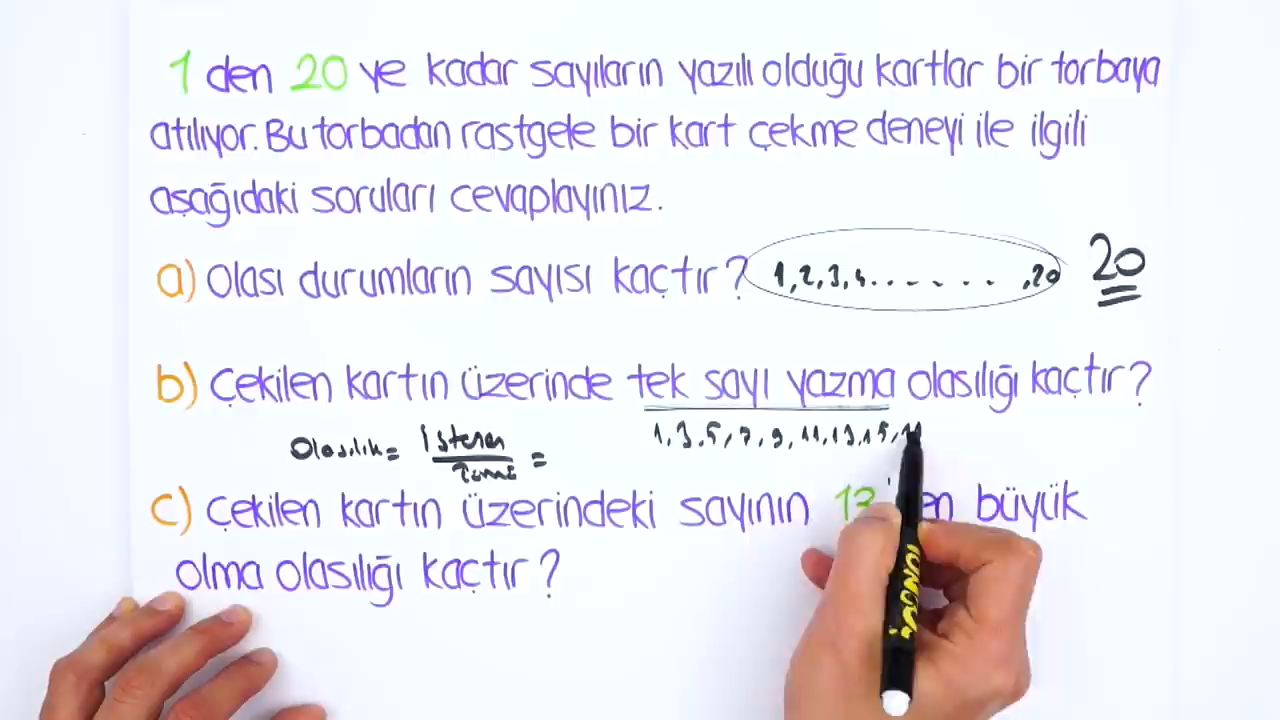 1 den 20 ye kadar sayıların yazılı olduğu kartlar bir torbaya
atılıyor. Bu torbadan rastgele bir kart çekme deneyi ile ilgili
aşağıdaki soruları cevaplayınız.
a) Olası durumların sayısı kaçtır? 1,2,3,4.......,20 20
b) Çekilen kartın üzerinde tek sayı yazma olasılığı kaçtır?
Olasılık = İstenen
Tümü =
1,3,5,7,9,11,13,15,
c) Çekilen kartın üzerindeki sayının büyük
olma olasılığı kaçtır?